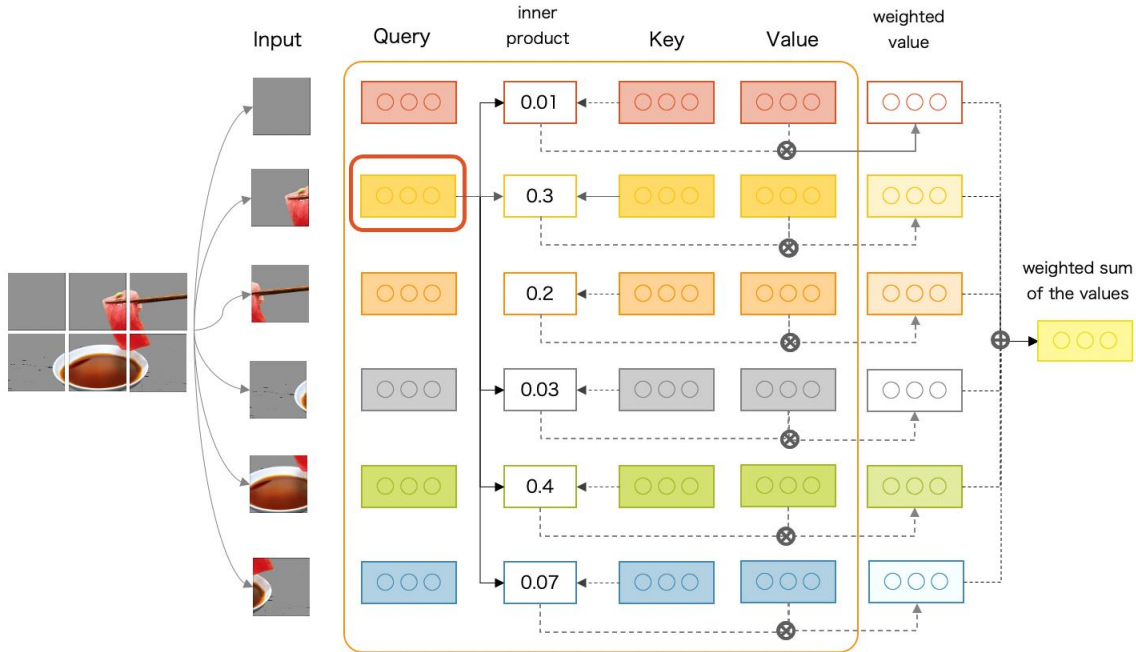 Input
Query
inner
product
Key
Value
weighted
value
0.01
0.3
0.2
0.03
0.4
0.07
weighted sum
of the values